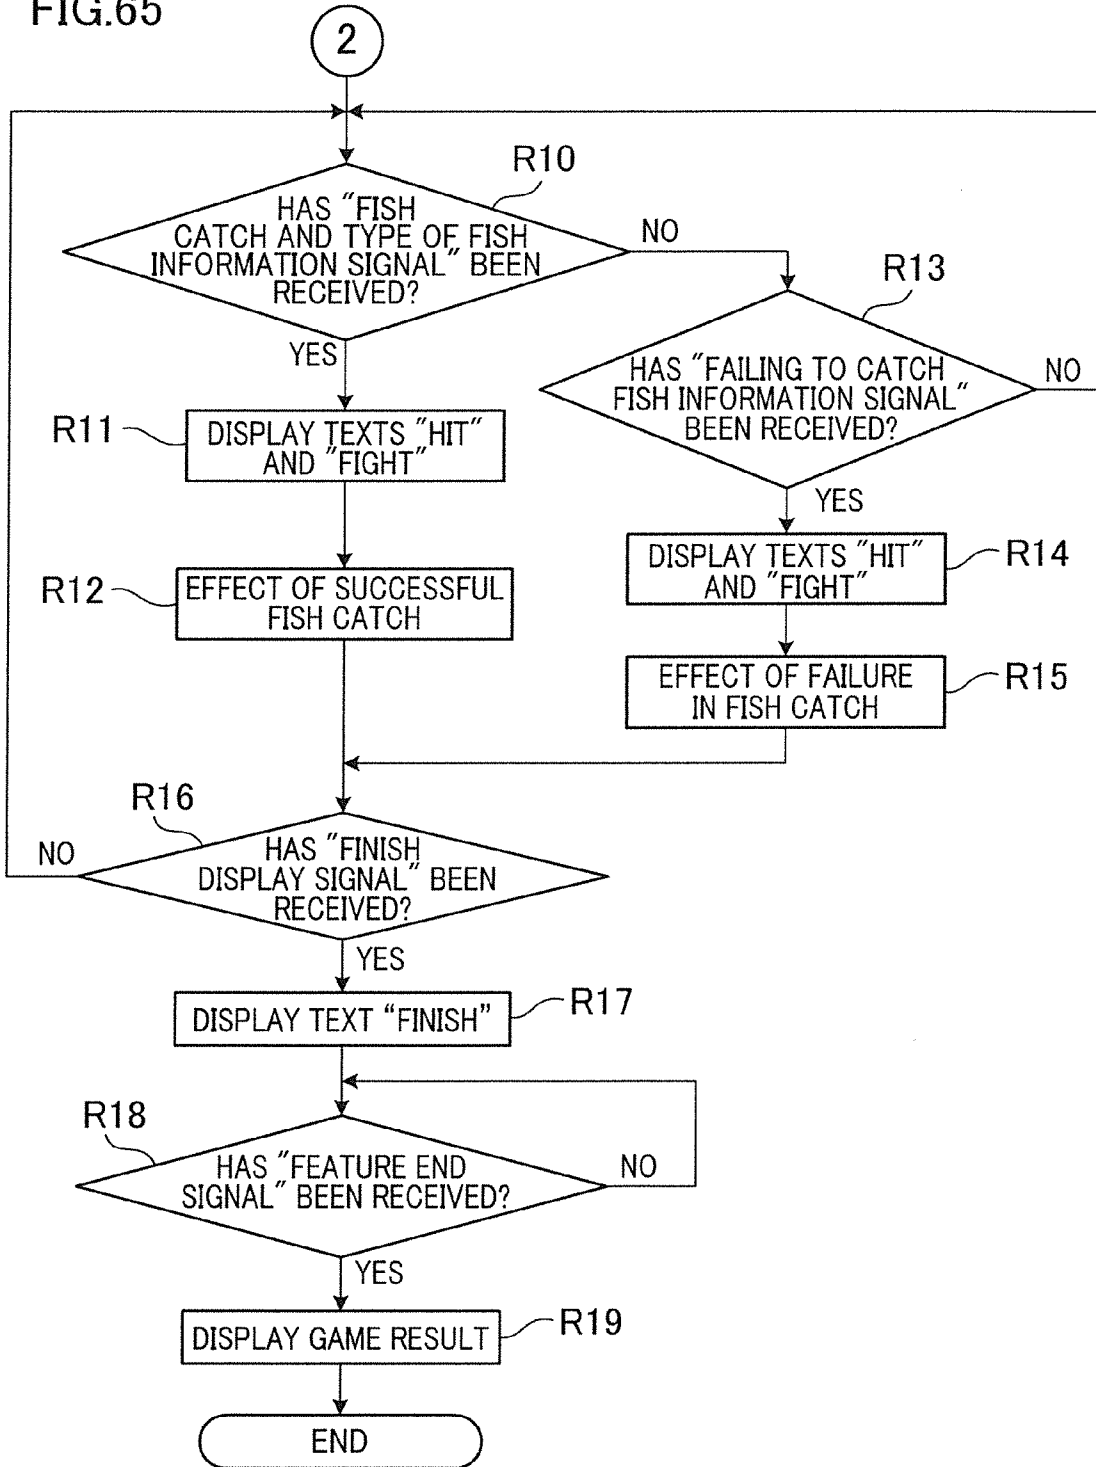 FIG.65
2
R10
HAS "FISH
CATCH AND TYPE OF FISH
INFORMATION SIGNAL" BEEN
RECEIVED?
NO
YES
R13
HAS "FAILING TO CATCH
FISH INFORMATION SIGNAL"
BEEN RECEIVED?
NO
YES
R11
DISPLAY TEXTS "HIT"
AND "FIGHT"
R14
DISPLAY TEXTS "HIT"
AND "FIGHT"
R12
EFFECT OF SUCCESSFUL
FISH CATCH
R15
EFFECT OF FAILURE
IN FISH CATCH
R16
HAS "FINISH
DISPLAY SIGNAL" BEEN
RECEIVED?
NO
YES
R17
DISPLAY TEXT “FINISH”
R18
HAS "FEATURE END
SIGNAL" BEEN RECEIVED?
NO
YES
R19
DISPLAY GAME RESULT
END